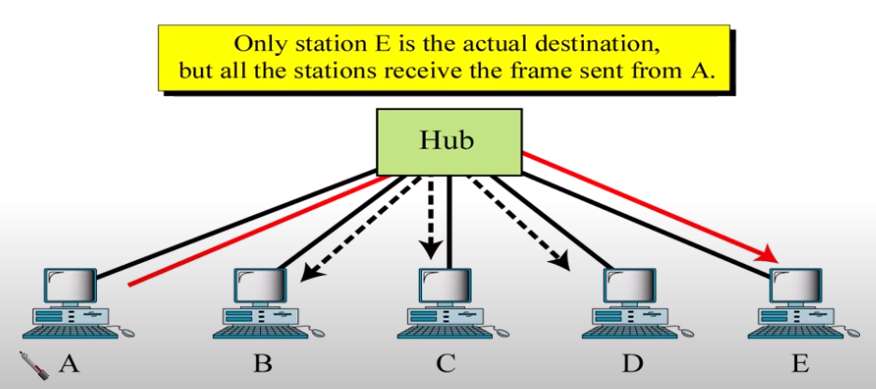 Only station E is the actual destination,
but all the stations receive the frame sent from A.
Hub
A
B
C
D
E